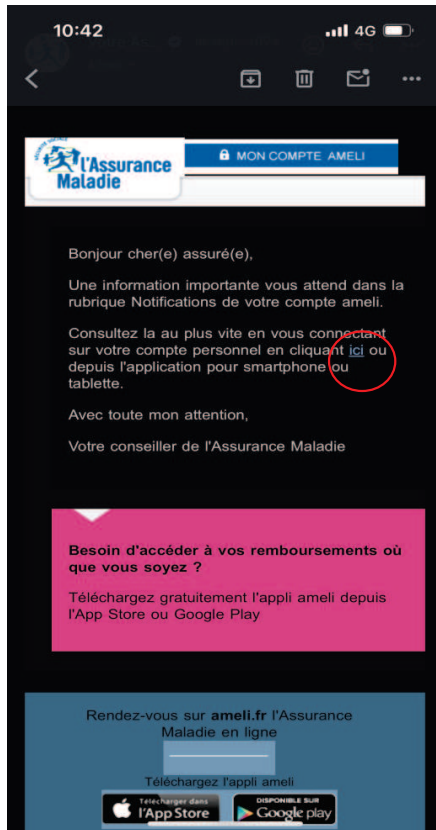 10:42
4G
SÉCURITÉ SOCIALE
l'Assurance
Maladie
MON COMPTE AMELI
Bonjour cher(e) assuré(e),
Une information importante vous attend dans la
rubrique Notifications de votre compte ameli.
Consultez la au plus vite en vous connectant
sur votre compte personnel en cliquant ici ou
depuis l'application pour smartphone ou
tablette.
Avec toute mon attention,
Votre conseiller de l'Assurance Maladie
Besoin d'accéder à vos remboursements où
que vous soyez ?
Téléchargez gratuitement l'appli ameli depuis
l'App Store ou Google Play
Rendez-vous sur ameli.fr l'Assurance
Maladie en ligne
Téléchargez l'appli ameli
Télécharger dans
l'App Store
DISPONIBLE SUR
Google play